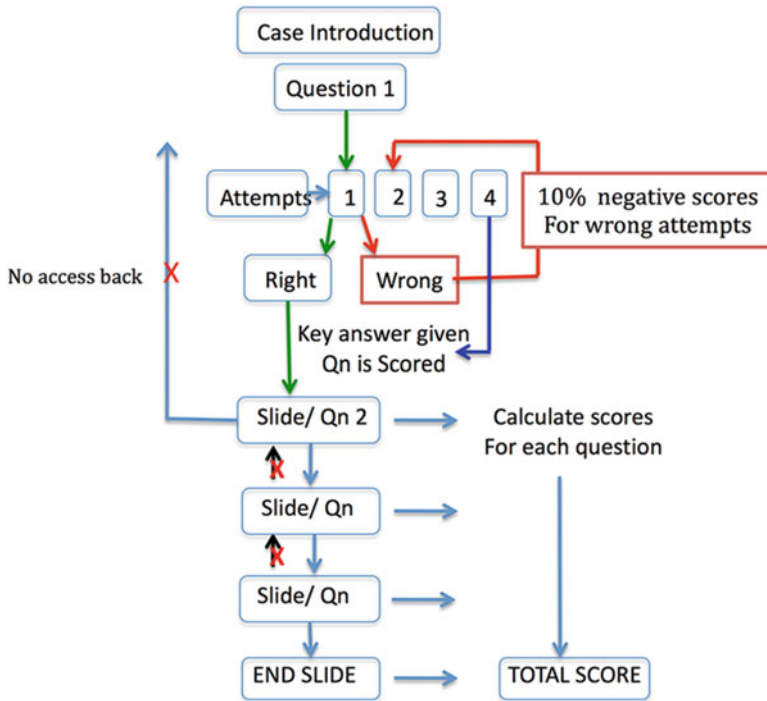 Case Introduction
Question 1
Attempts
1
2
3
4
10% negative scores
For wrong attempts
No access back
X
Right
Wrong
Key answer given
Qn is Scored
Slide/ Qn 2
Calculate scores
For each question
X
Slide/ Qn
X
Slide/ Qn
END SLIDE
TOTAL SCORE